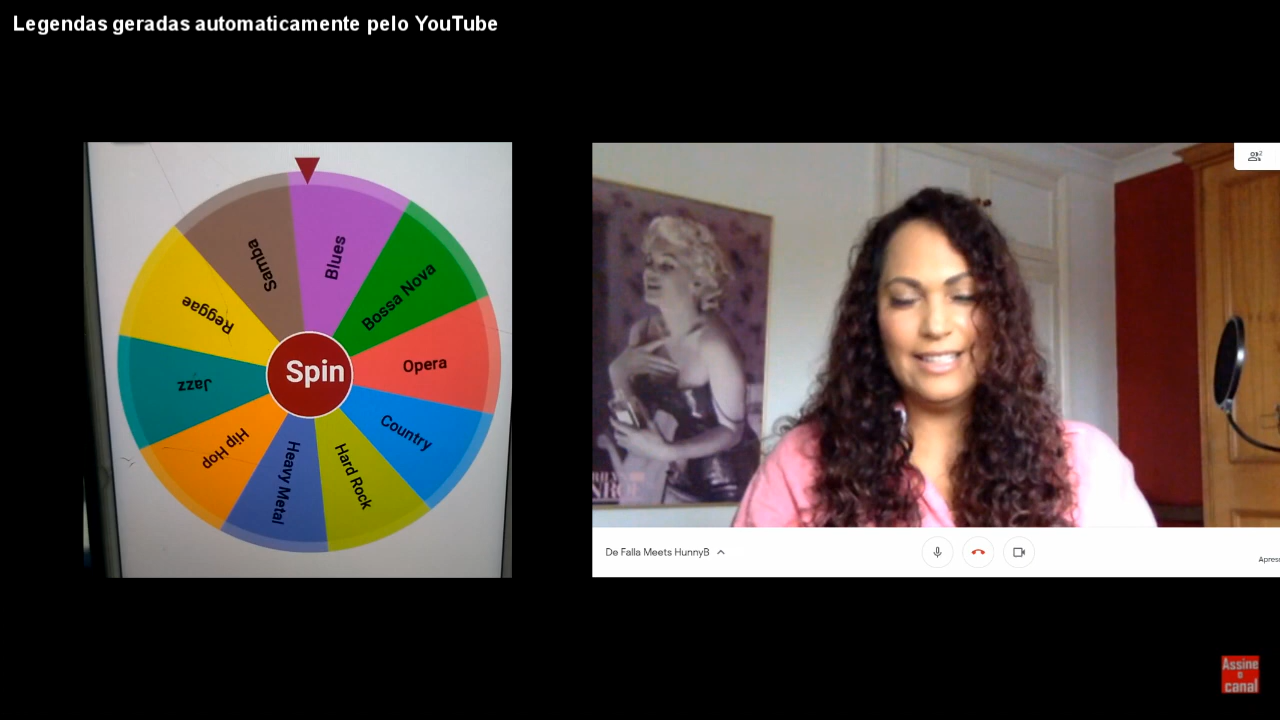 Legendas geradas automaticamente pelo YouTube
Blues
Bossa Nova
Opera
Country
Hard Rock
Heavy Metal
Hip Hop
Jazz
Reggae
Samba
Spin
De Falla Meets HunnyB
2
Assine
o
canal